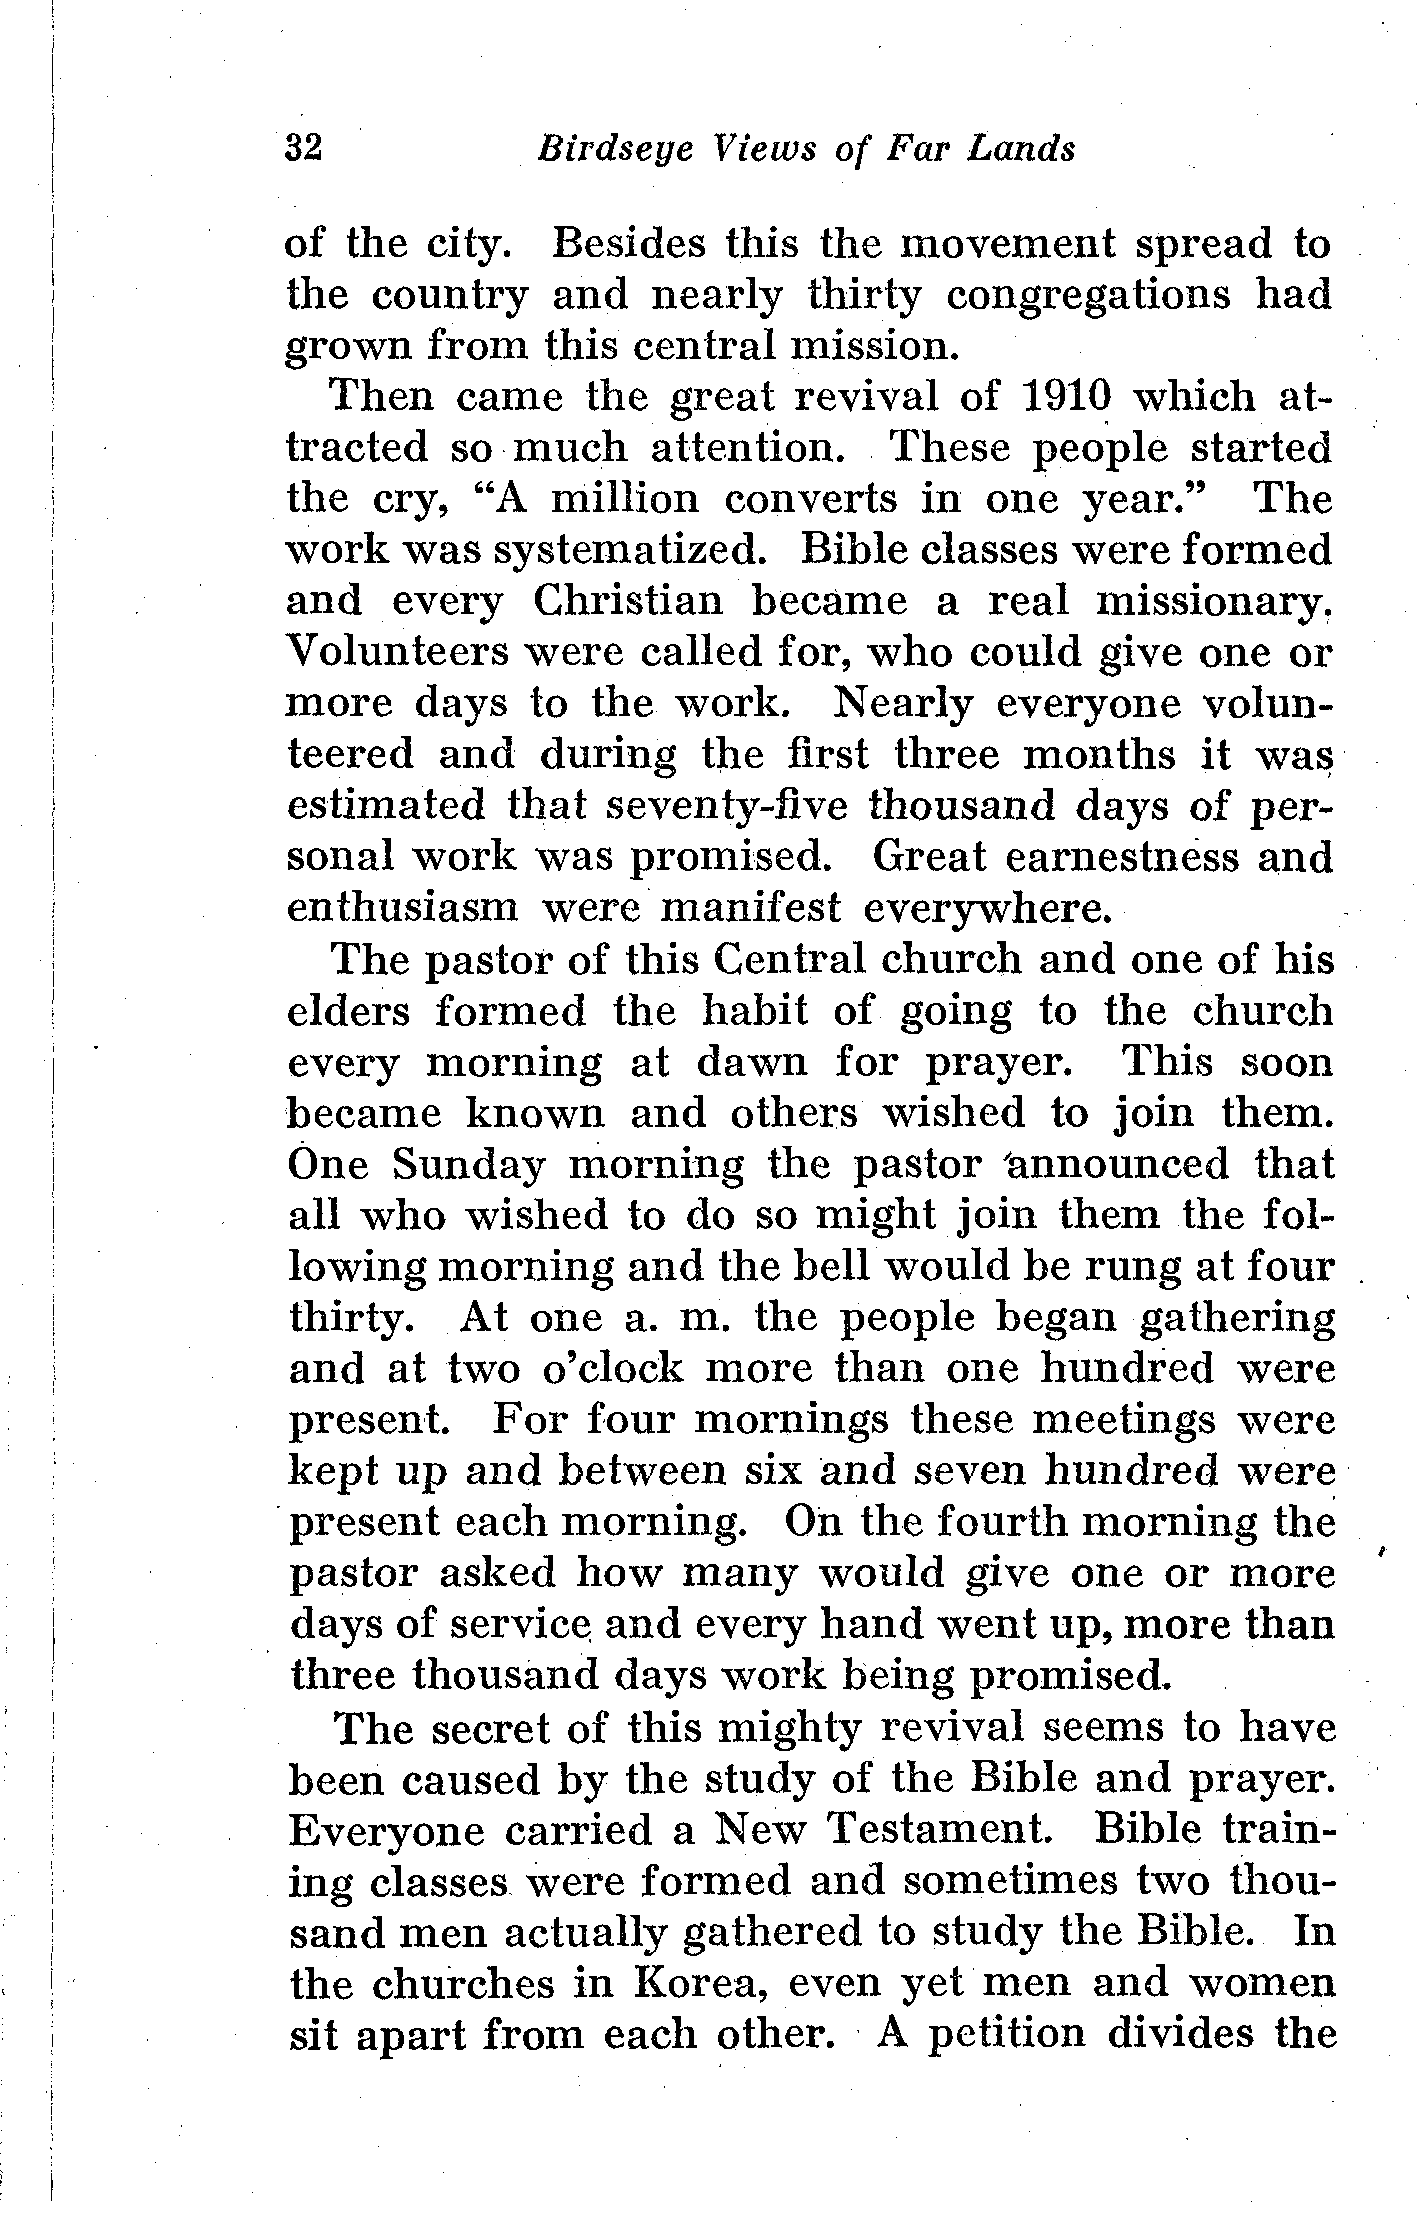 32 Birdseye Views of Far Lands
of the city. Besides this the movement spread to
the country and nearly thirty congregations had
grown from this central mission.
Then came the great revival of 1910 which at-
tracted so much attention. These people started
the cry, “A million converts in one year.” The
work was systematized. Bible classes were formed
and every Christian became a real missionary.
Volunteers were called for, who could give one or
more days to the work. Nearly everyone volun-
teered and during the first three months it was
estimated that seventy-five thousand days of per-
sonal work was promised. Great earnestness and
enthusiasm were manifest everywhere.
The pastor of this Central church and one of his
elders formed the habit of going to the church
every morning at dawn for prayer. This soon
became known and others wished to join them.
One Sunday morning the pastor announced that
all who wished to do so might join them the fol-
lowing morning and the bell would be rung at four
thirty. At one a. m. the people began gathering
and at two o’clock more than one hundred were
present. For four mornings these meetings were
kept up and between six and seven hundred were
present each morning. On the fourth morning the
pastor asked how many would give one or more
days of service and every hand went up, more than
three thousand days work being promised.
The secret of this mighty revival seems to have
been caused by the study of the Bible and prayer.
Everyone carried a New Testament. Bible train-
ing classes were formed and sometimes two thou-
sand men actually gathered to study the Bible. In
the churches in Korea, even yet men and women
sit apart from each other. A petition divides the